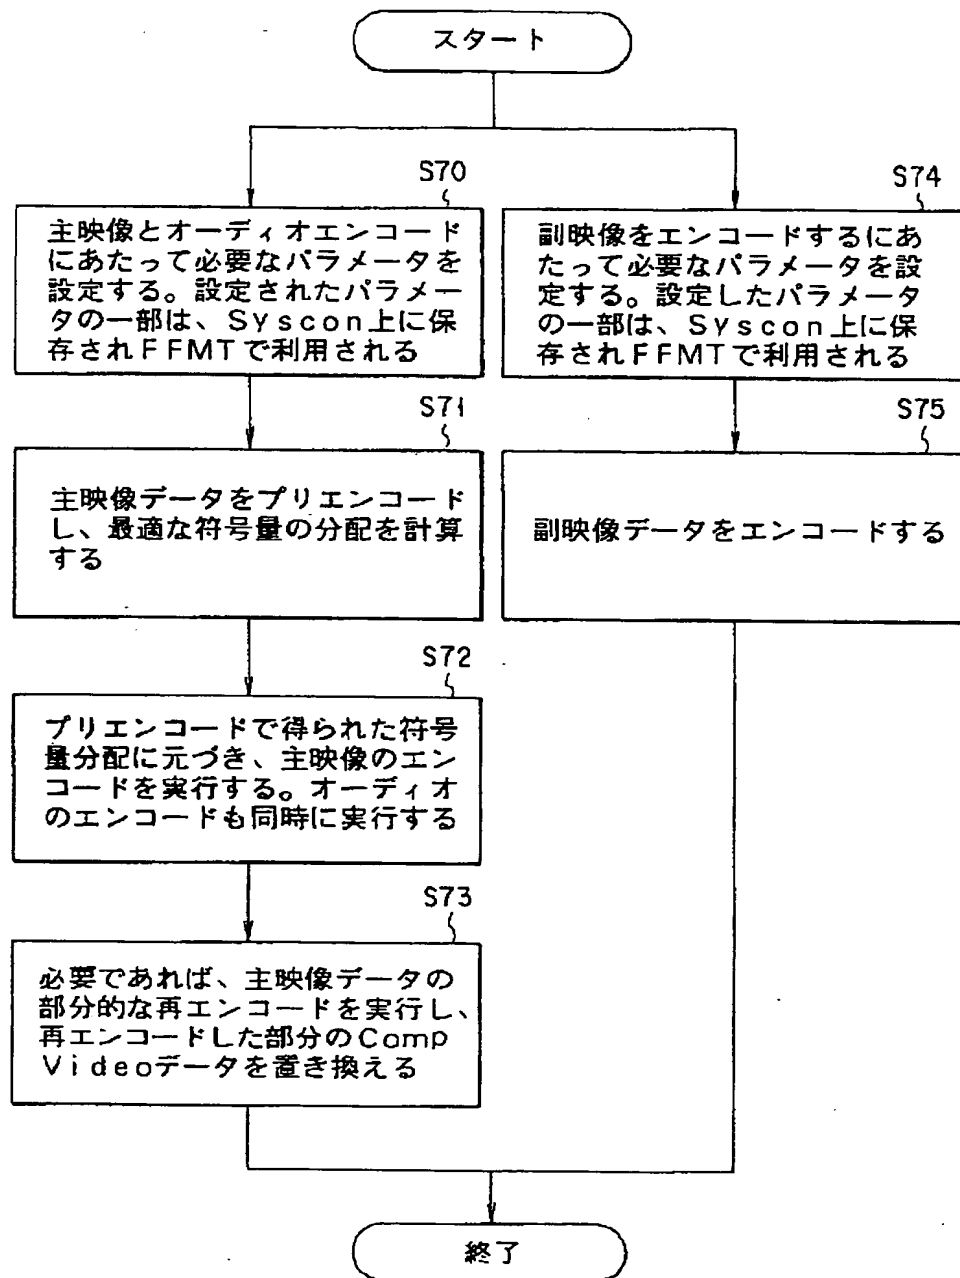 スタート
S70
主映像とオーディオエンコード
にあたって必要なパラメータを
設定する。設定されたパラメー
タの一部は、Syscon上に保
存されFFMTで利用される
S71
主映像データをプリエンコード
し、最適な符号量の分配を計算
する
S72
プリエンコードで得られた符号
量分配に元づき、主映像のエン
コードを実行する。オーディオ
のエンコードも同時に実行する
S73
必要であれば、主映像データの
部分的な再エンコードを実行し、
再エンコードした部分のComp
Videoデータを置き換える
S74
副映像をエンコードするにあ
たって必要なパラメータを設
定する。設定したパラメータ
の一部は、Syscon上に保
存されFFMTで利用される
S75
副映像データをエンコードする
終了